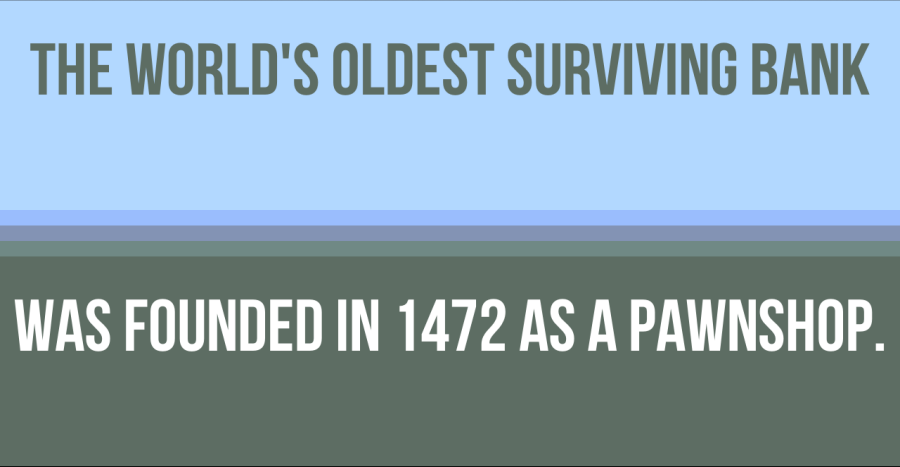 THE WORLD'S OLDEST SURVIVING BANK
WAS FOUNDED IN 1472 AS A PAWNSHOP.